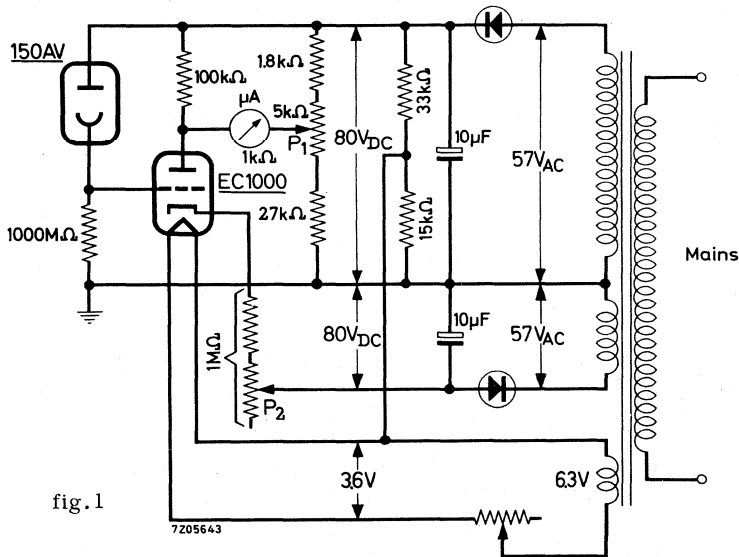 150AV
100kΩ
1.8kΩ
μA
5kΩ
P1
1kΩ
EC1000
27kΩ
1000MΩ
80VDC
33kΩ
15kΩ
10μF
57VAC
Mains
1MΩ
P2
80VDC
10μF
57VAC
3.6V
6.3V
fig.1
7Z05643